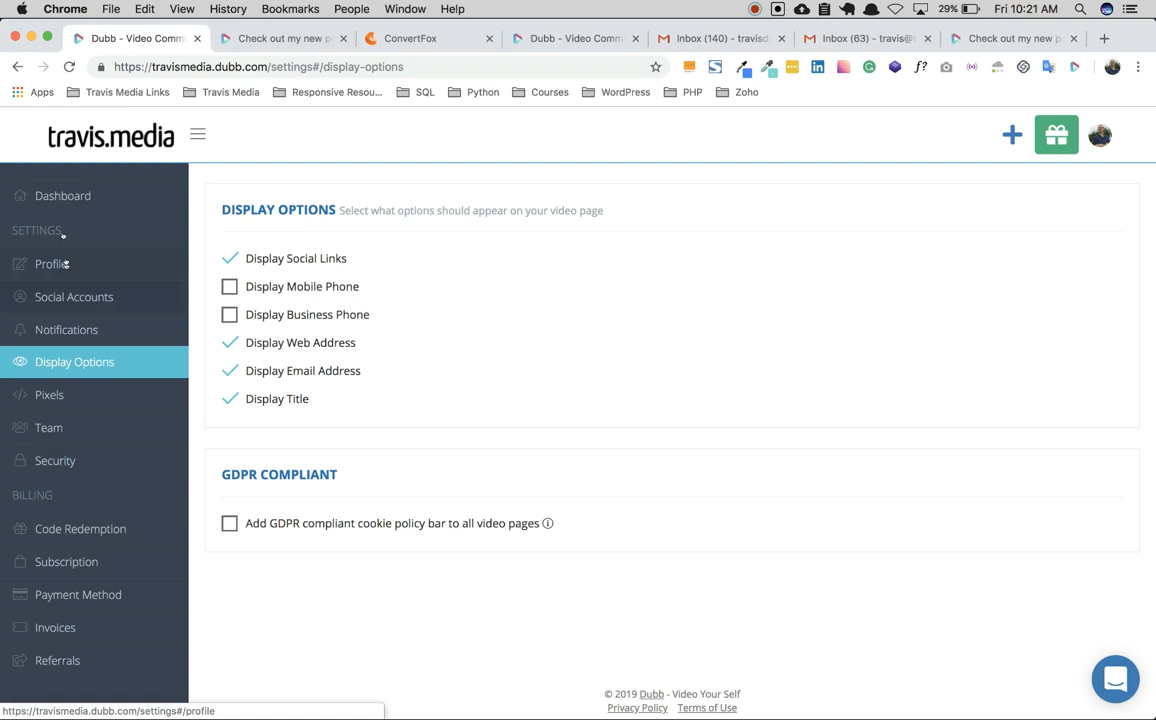 Chrome File Edit View History Bookmarks People Window Help 29% Fri 10:21 AM
Dubb - Video Comm Check out my new p ConvertFox Dubb - Video Comm Inbox (140) - travisd Inbox (63) - travis@t Check out my new p
https://travismedia.dubb.com/settings#/display-options
Apps Travis Media Links Travis Media Responsive Resou... SQL Python Courses WordPress PHP Zoho
travis.media
Dashboard
SETTINGS
Profile
Social Accounts
Notifications
Display Options
Pixels
Team
Security
BILLING
Code Redemption
Subscription
Payment Method
Invoices
Referrals
DISPLAY OPTIONS Select what options should appear on your video page
Display Social Links
Display Mobile Phone
Display Business Phone
Display Web Address
Display Email Address
Display Title
GDPR COMPLIANT
Add GDPR compliant cookie policy bar to all video pages
© 2019 Dubb - Video Your Self
Privacy Policy Terms of Use
https://travismedia.dubb.com/settings#/profile